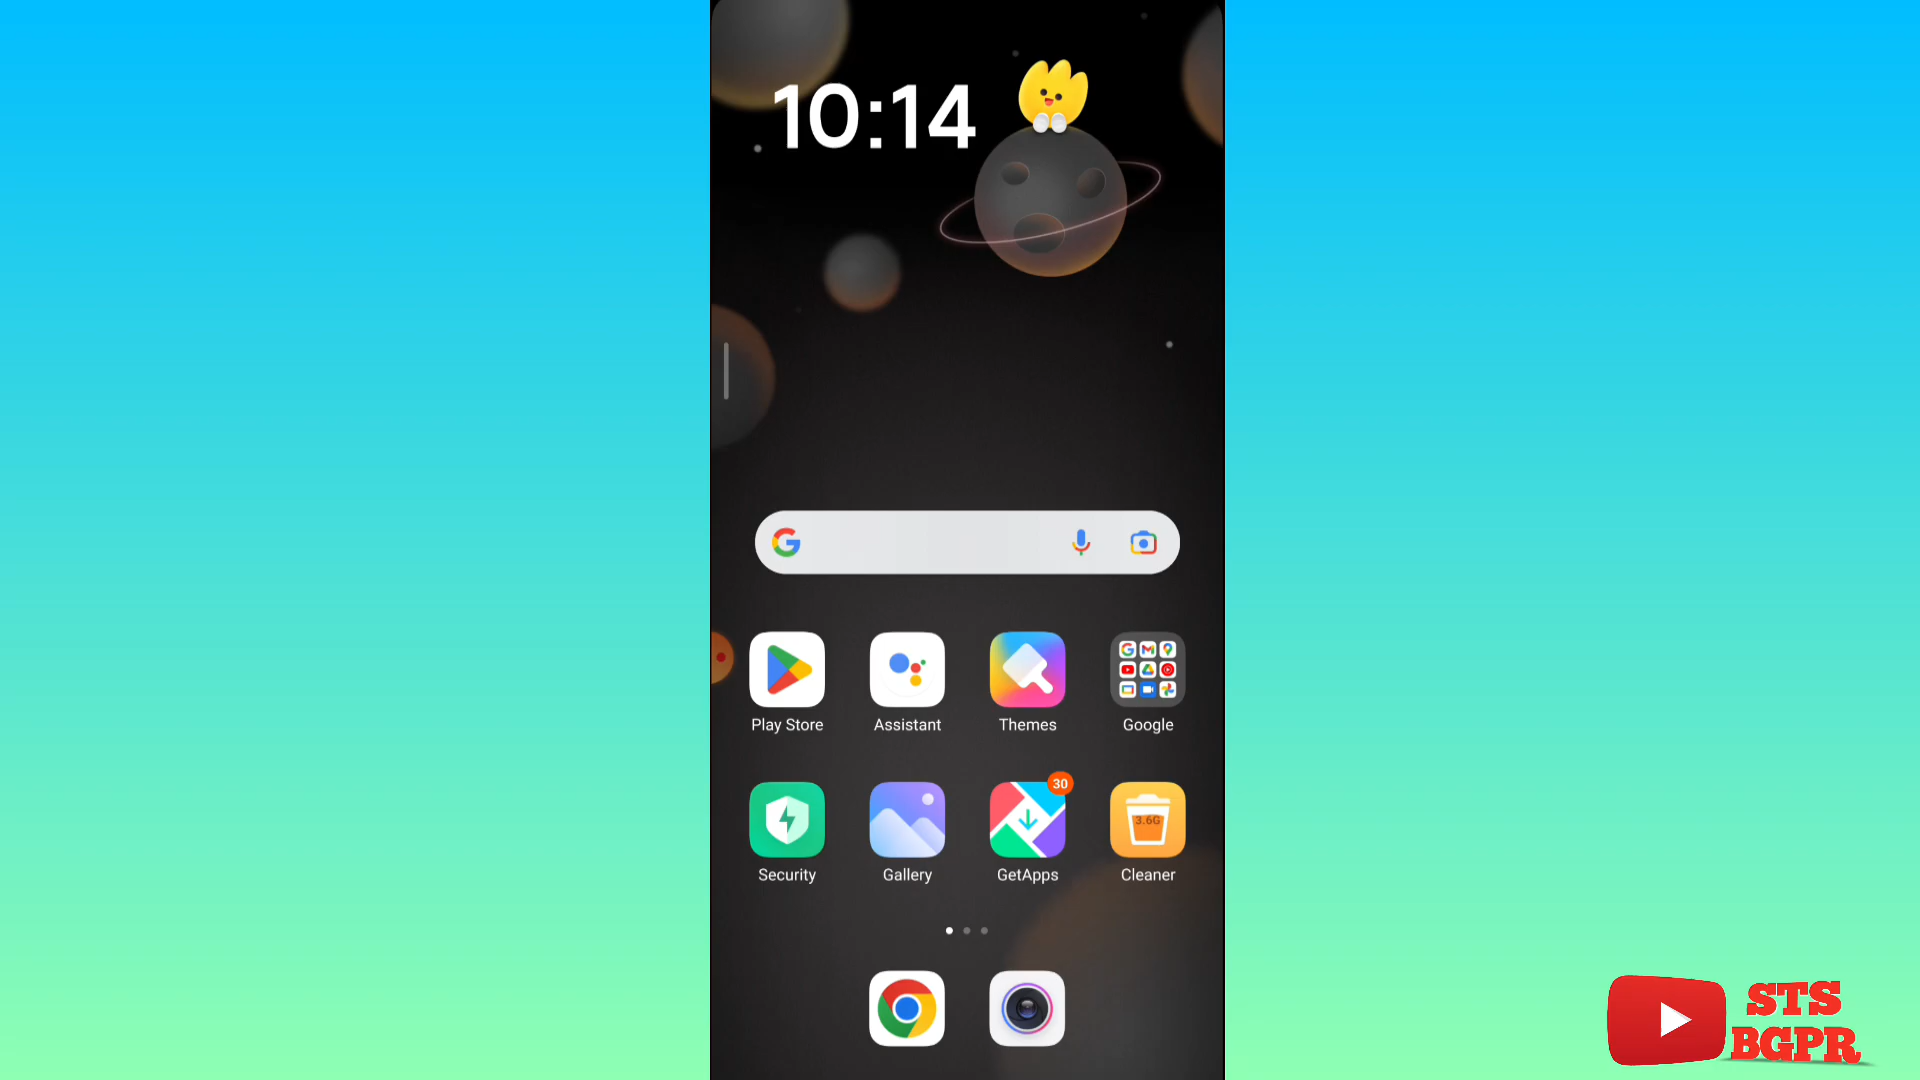 10:14
Play Store
Assistant
Themes
Google
30
3.6G
Security
Gallery
GetApps
Cleaner
STS
BGPR